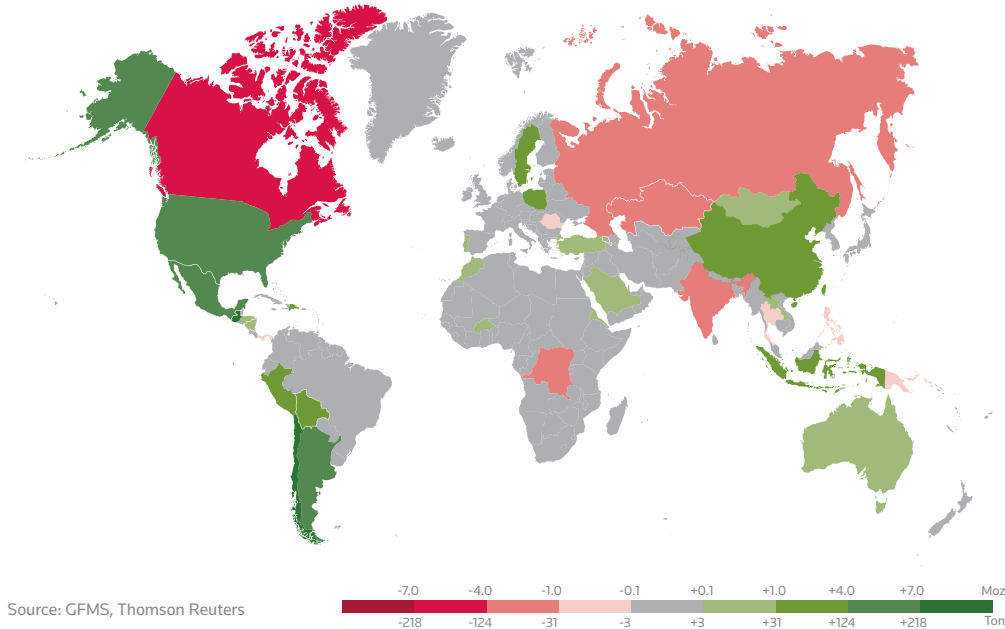 -7.0 -4.0 -1.0 -0.1 +0.1 +1.0 +4.0 +7.0 Moz
Source: GFMS, Thomson Reuters
-218 -124 -31 -3 +3 +31 +124 +218 Ton